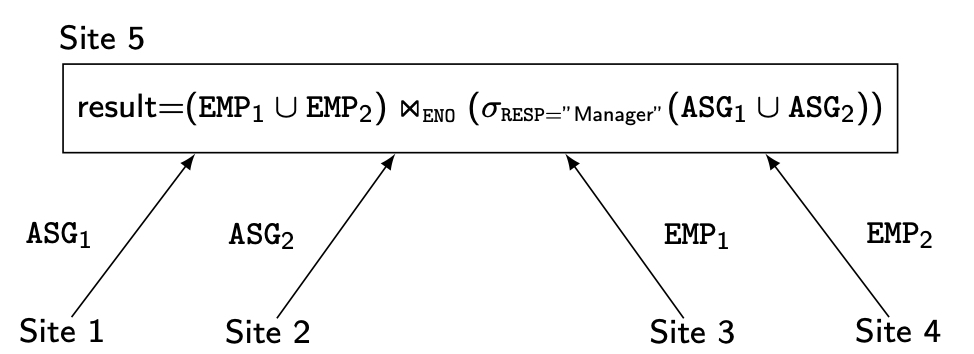 Site 5
result=(EMP₁ ∪ EMP₂) ⋈ENO (σRESP="Manager"(ASG₁ ∪ ASG₂))
ASG₁ ASG₂ EMP₁ EMP₂
Site 1 Site 2 Site 3 Site 4